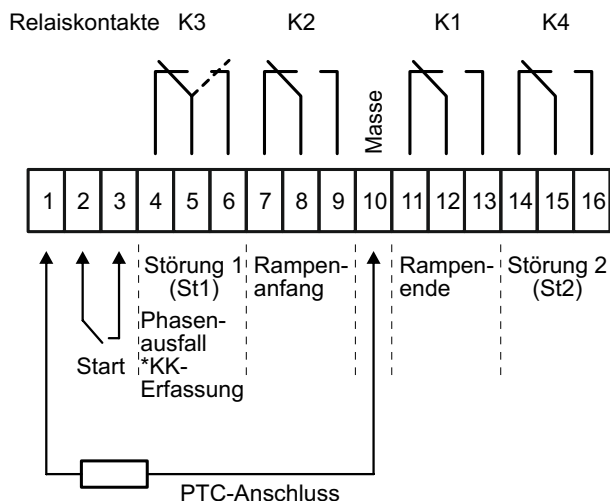 Relaiskontakte K3 K2 K1 K4
Masse
1 2 3 4 5 6 7 8 9 10 11 12 13 14 15 16
Störung 1
(St1)
Phasen-
ausfall
*KK-
Erfassung
Start
Rampen-
anfang
Rampen-
ende
Störung 2
(St2)
PTC-Anschluss